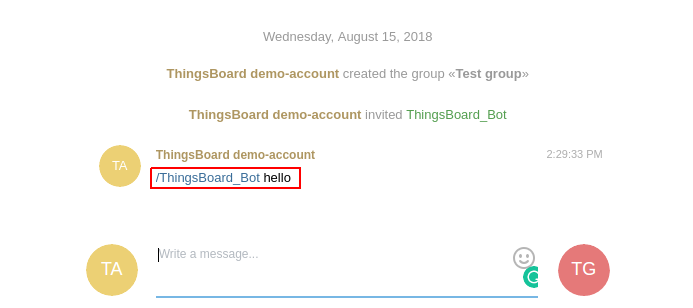 Wednesday, August 15, 2018
ThingsBoard demo-account created the group «Test group»
ThingsBoard demo-account invited ThingsBoard_Bot
TA
ThingsBoard demo-account 2:29:33 PM
/ThingsBoard_Bot hello
TA
Write a message...
TG